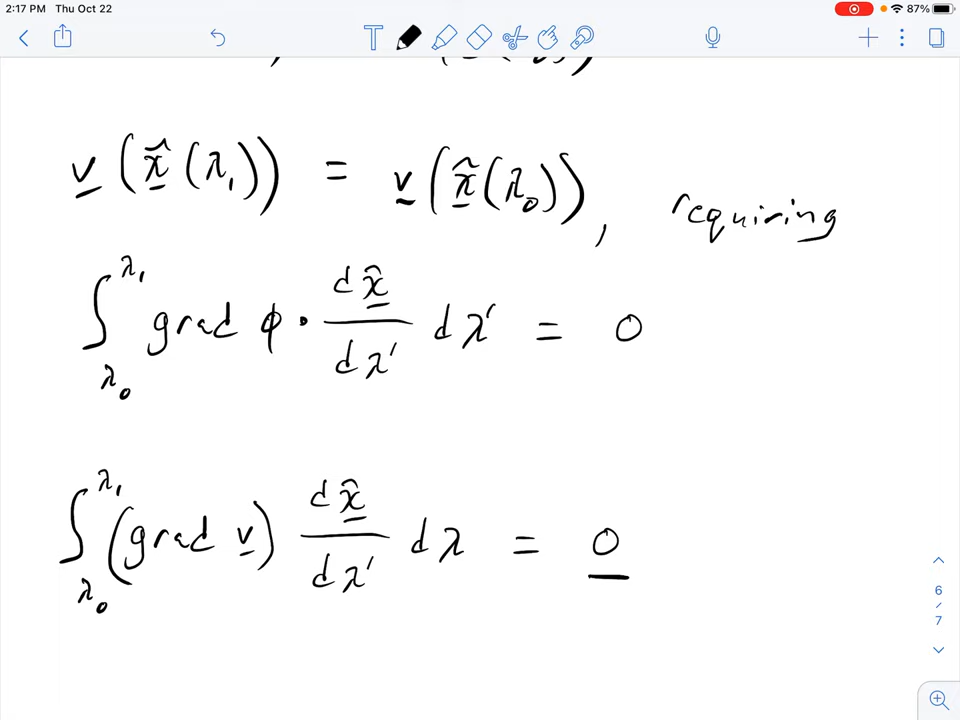 2:17 PM Thu Oct 22 87%
T
v̲(x̲̂(λ₁)) = v̲(x̲̂(λ₀)), requiring
∫_{λ₀}^{λ₁} grad φ · dx̲̂/dλ′ dλ′ = 0
∫_{λ₀}^{λ₁} (grad v̲) dx̲̂/dλ′ dλ = 0̲
6
/
7